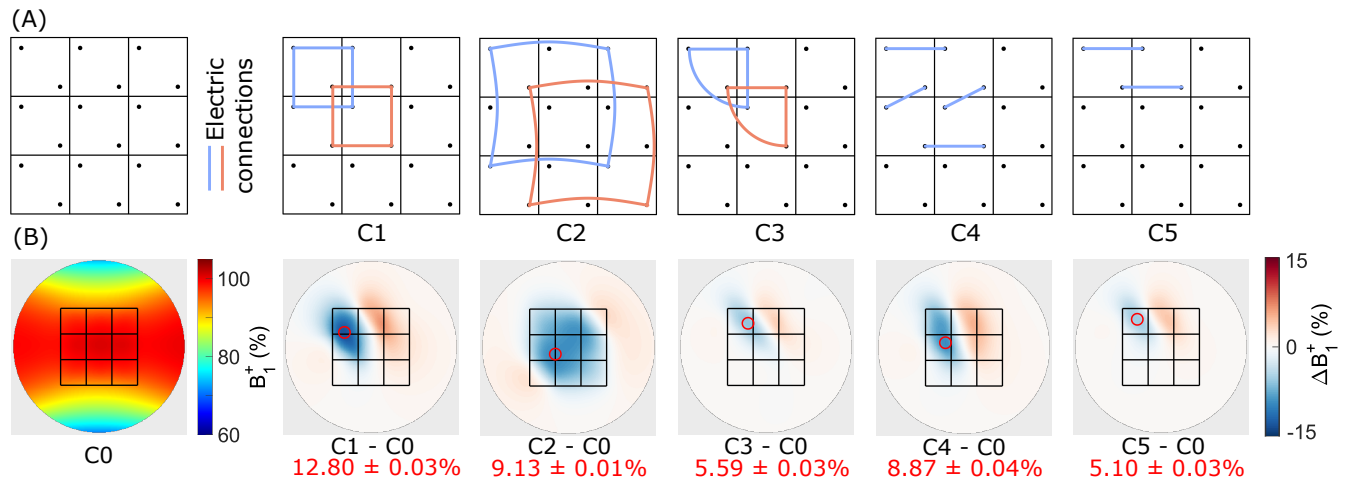 (A)
Electric
connections
C1
C2
C3
C4
C5
(B)
100
80
60
B₁⁺ (%)
15
0
-15
ΔB₁⁺ (%)
C0
C1 - C0
C2 - C0
C3 - C0
C4 - C0
C5 - C0
12.80 ± 0.03%
9.13 ± 0.01%
5.59 ± 0.03%
8.87 ± 0.04%
5.10 ± 0.03%